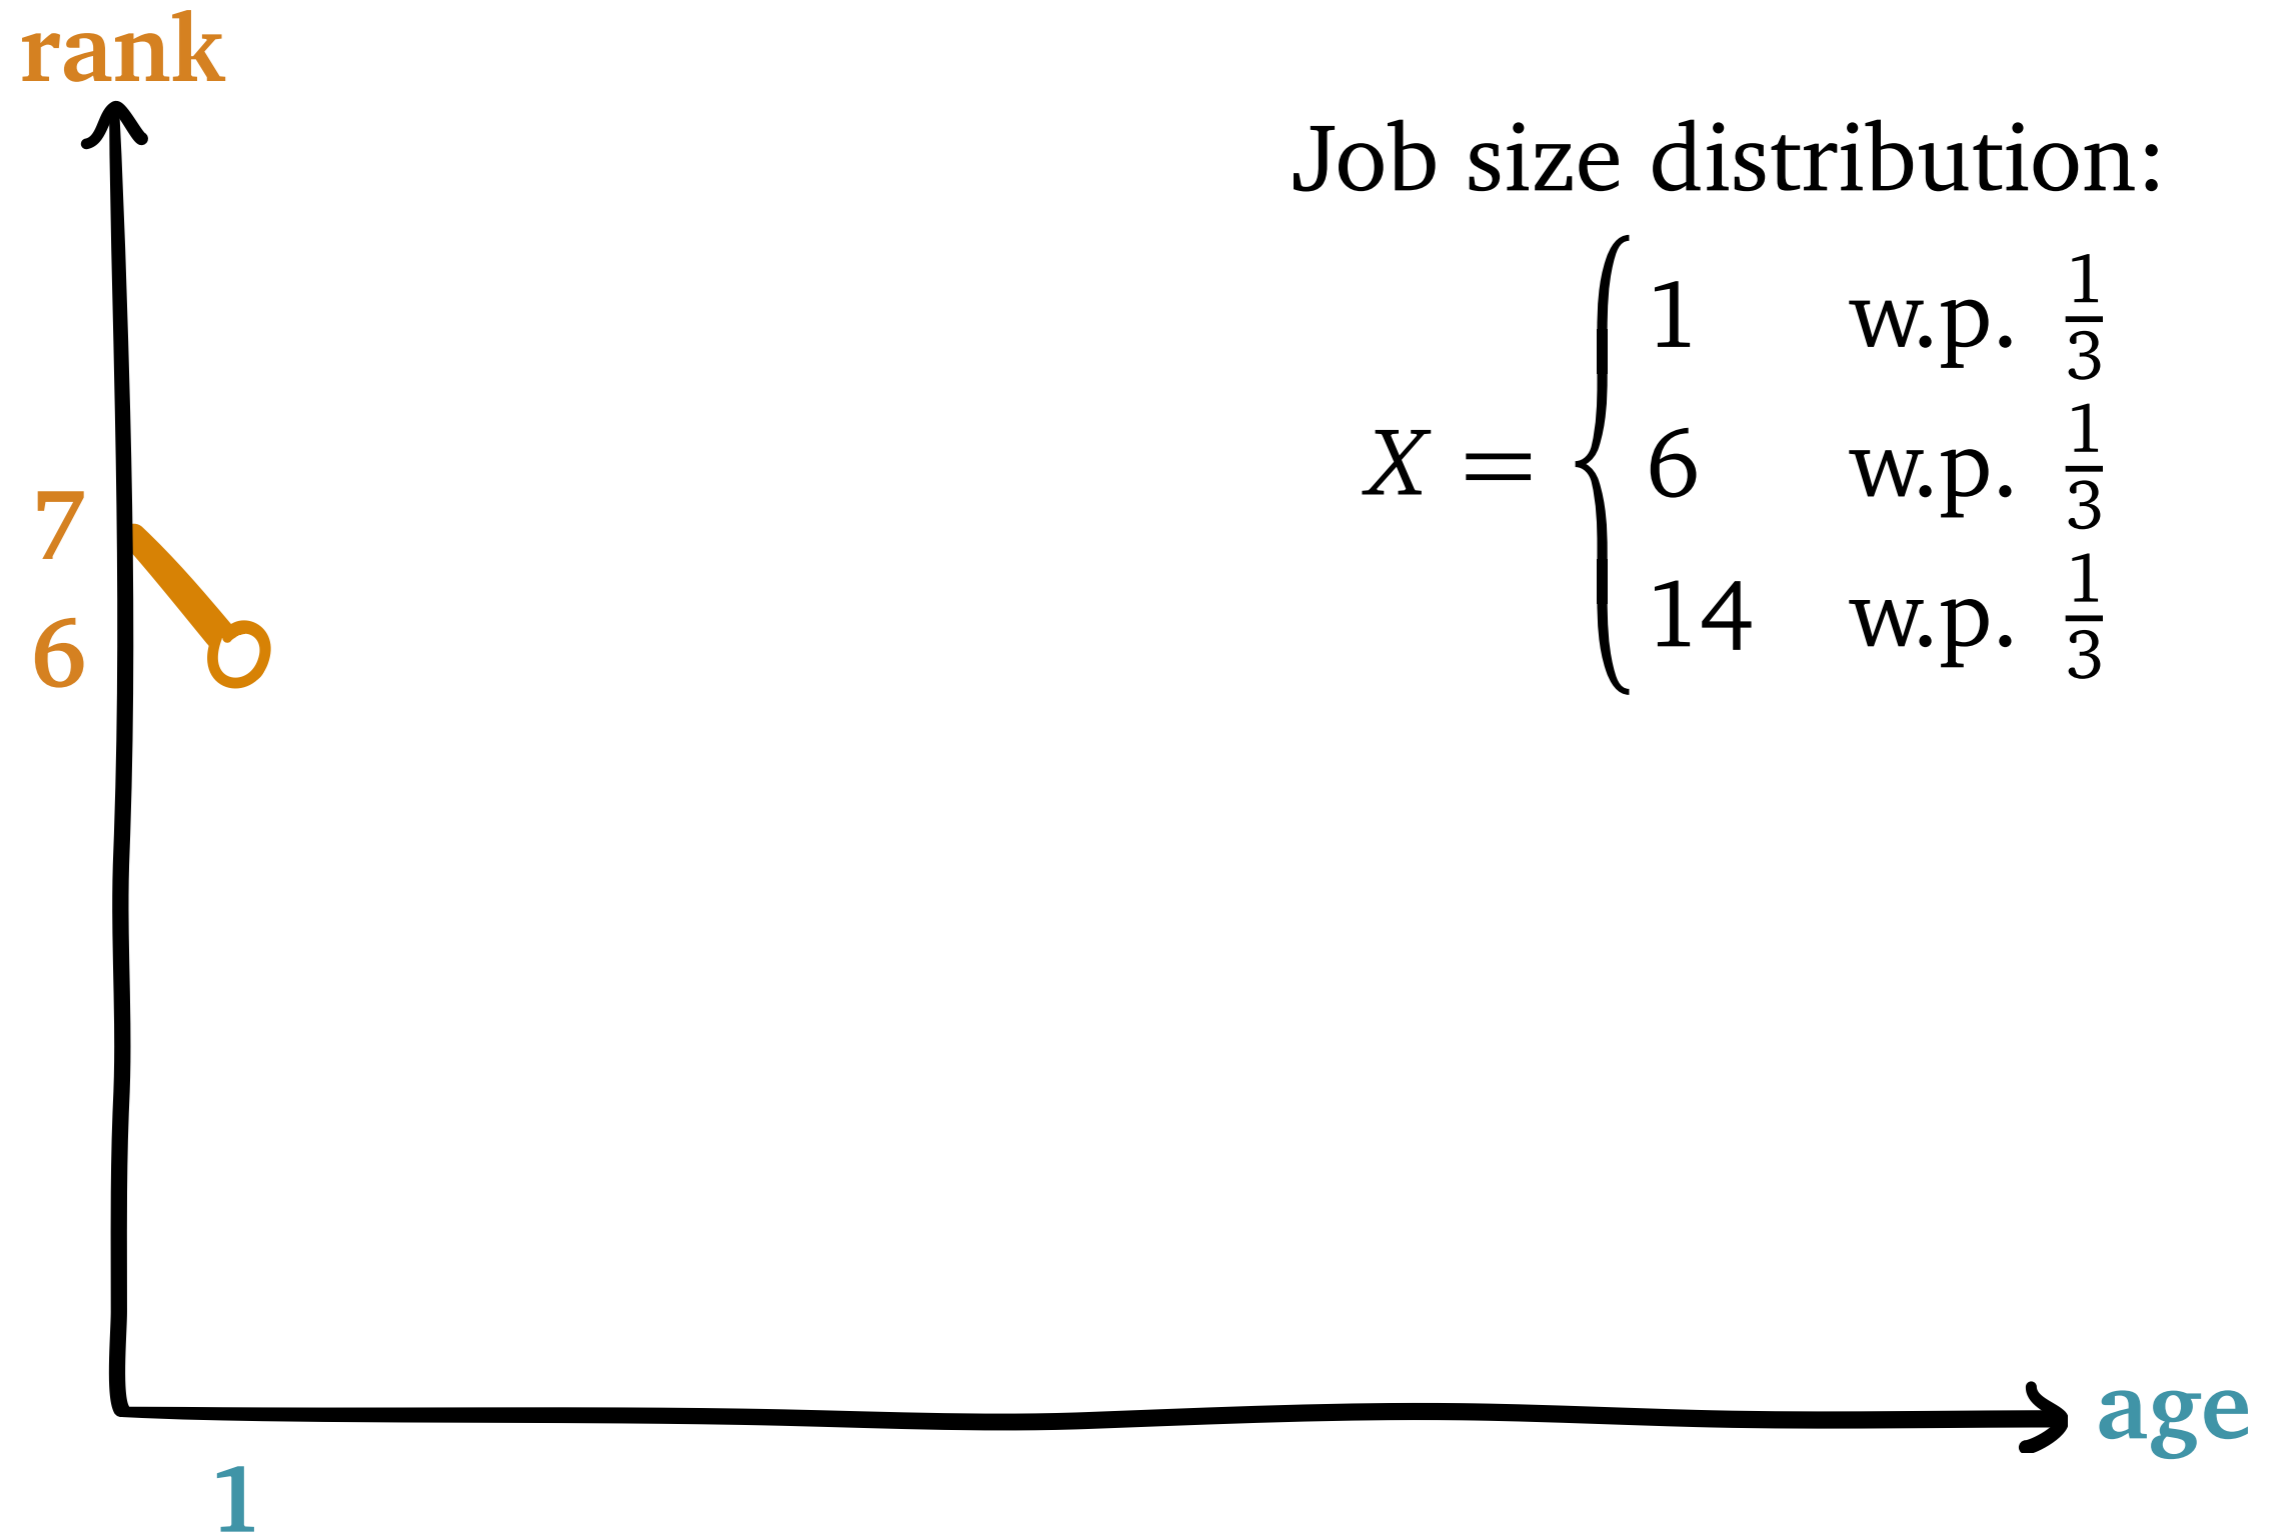 rank
Job size distribution:
1 w.p. 1/3
X = 6 w.p. 1/3
14 w.p. 1/3
7
6
age
1